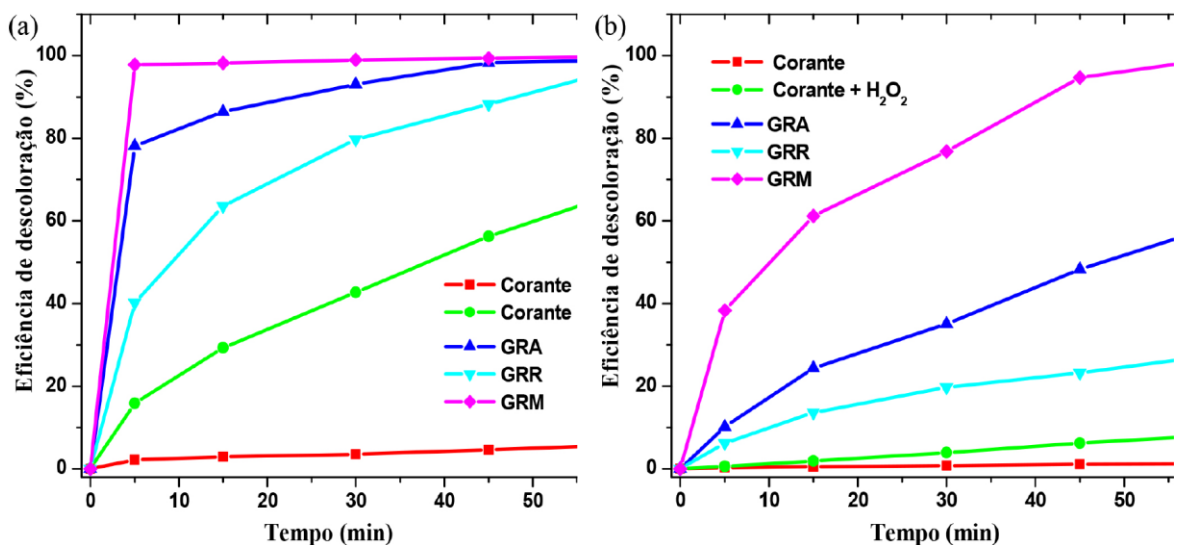 (a)
Eficiência de descoloração (%)
100
80
60
40
20
0
Corante
Corante
GRA
GRR
GRM
0 10 20 30 40 50
Tempo (min)
(b)
Eficiência de descoloração (%)
100
80
60
40
20
0
Corante
Corante + H₂O₂
GRA
GRR
GRM
0 10 20 30 40 50
Tempo (min)